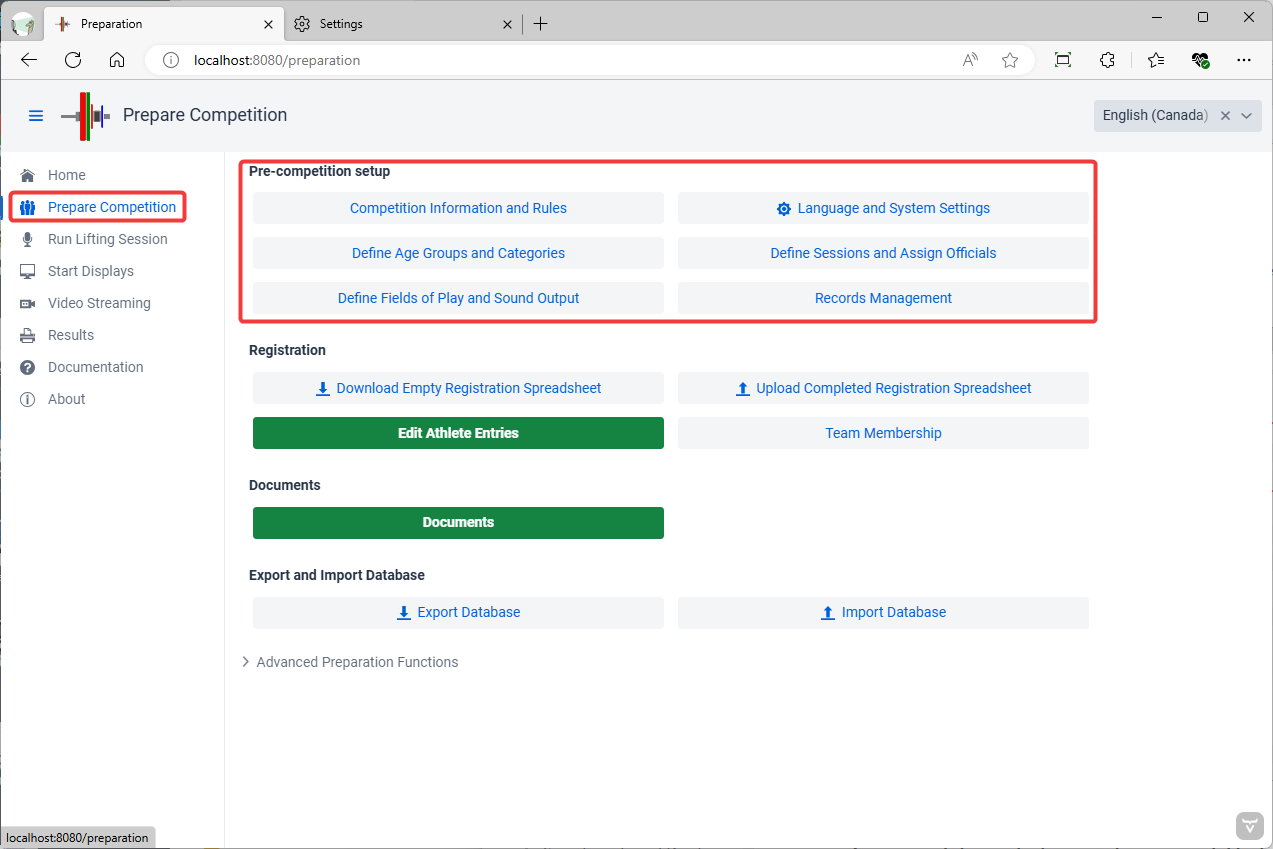 Preparation
Settings
localhost:8080/preparation
Prepare Competition
English (Canada)
Home
Prepare Competition
Run Lifting Session
Start Displays
Video Streaming
Results
Documentation
About
Pre-competition setup
Competition Information and Rules
Language and System Settings
Define Age Groups and Categories
Define Sessions and Assign Officials
Define Fields of Play and Sound Output
Records Management
Registration
Download Empty Registration Spreadsheet
Upload Completed Registration Spreadsheet
Edit Athlete Entries
Team Membership
Documents
Documents
Export and Import Database
Export Database
Import Database
Advanced Preparation Functions
localhost:8080/preparation